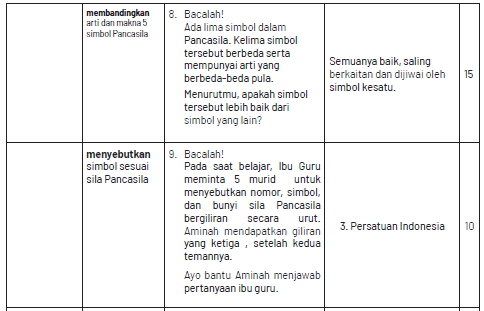 membandingkan
arti dan makna 5
simbol Pancasila
8. Bacalah!
Ada lima simbol dalam
Pancasila. Kelima simbol
tersebut berbeda serta
mempunyai arti yang
berbeda-beda pula.
Menurutmu, apakah simbol
tersebut lebih baik dari
simbol yang lain?
Semuanya baik, saling
berkaitan dan dijiwai oleh
simbol kesatu.
15
menyebutkan
simbol sesuai
sila Pancasila
9. Bacalah!
Pada saat belajar, Ibu Guru
meminta 5 murid untuk
menyebutkan nomor, simbol,
dan bunyi sila Pancasila
bergiliran secara urut.
Aminah mendapatkan giliran
yang ketiga , setelah kedua
temannya.
Ayo bantu Aminah menjawab
pertanyaan ibu guru.
3. Persatuan Indonesia
10